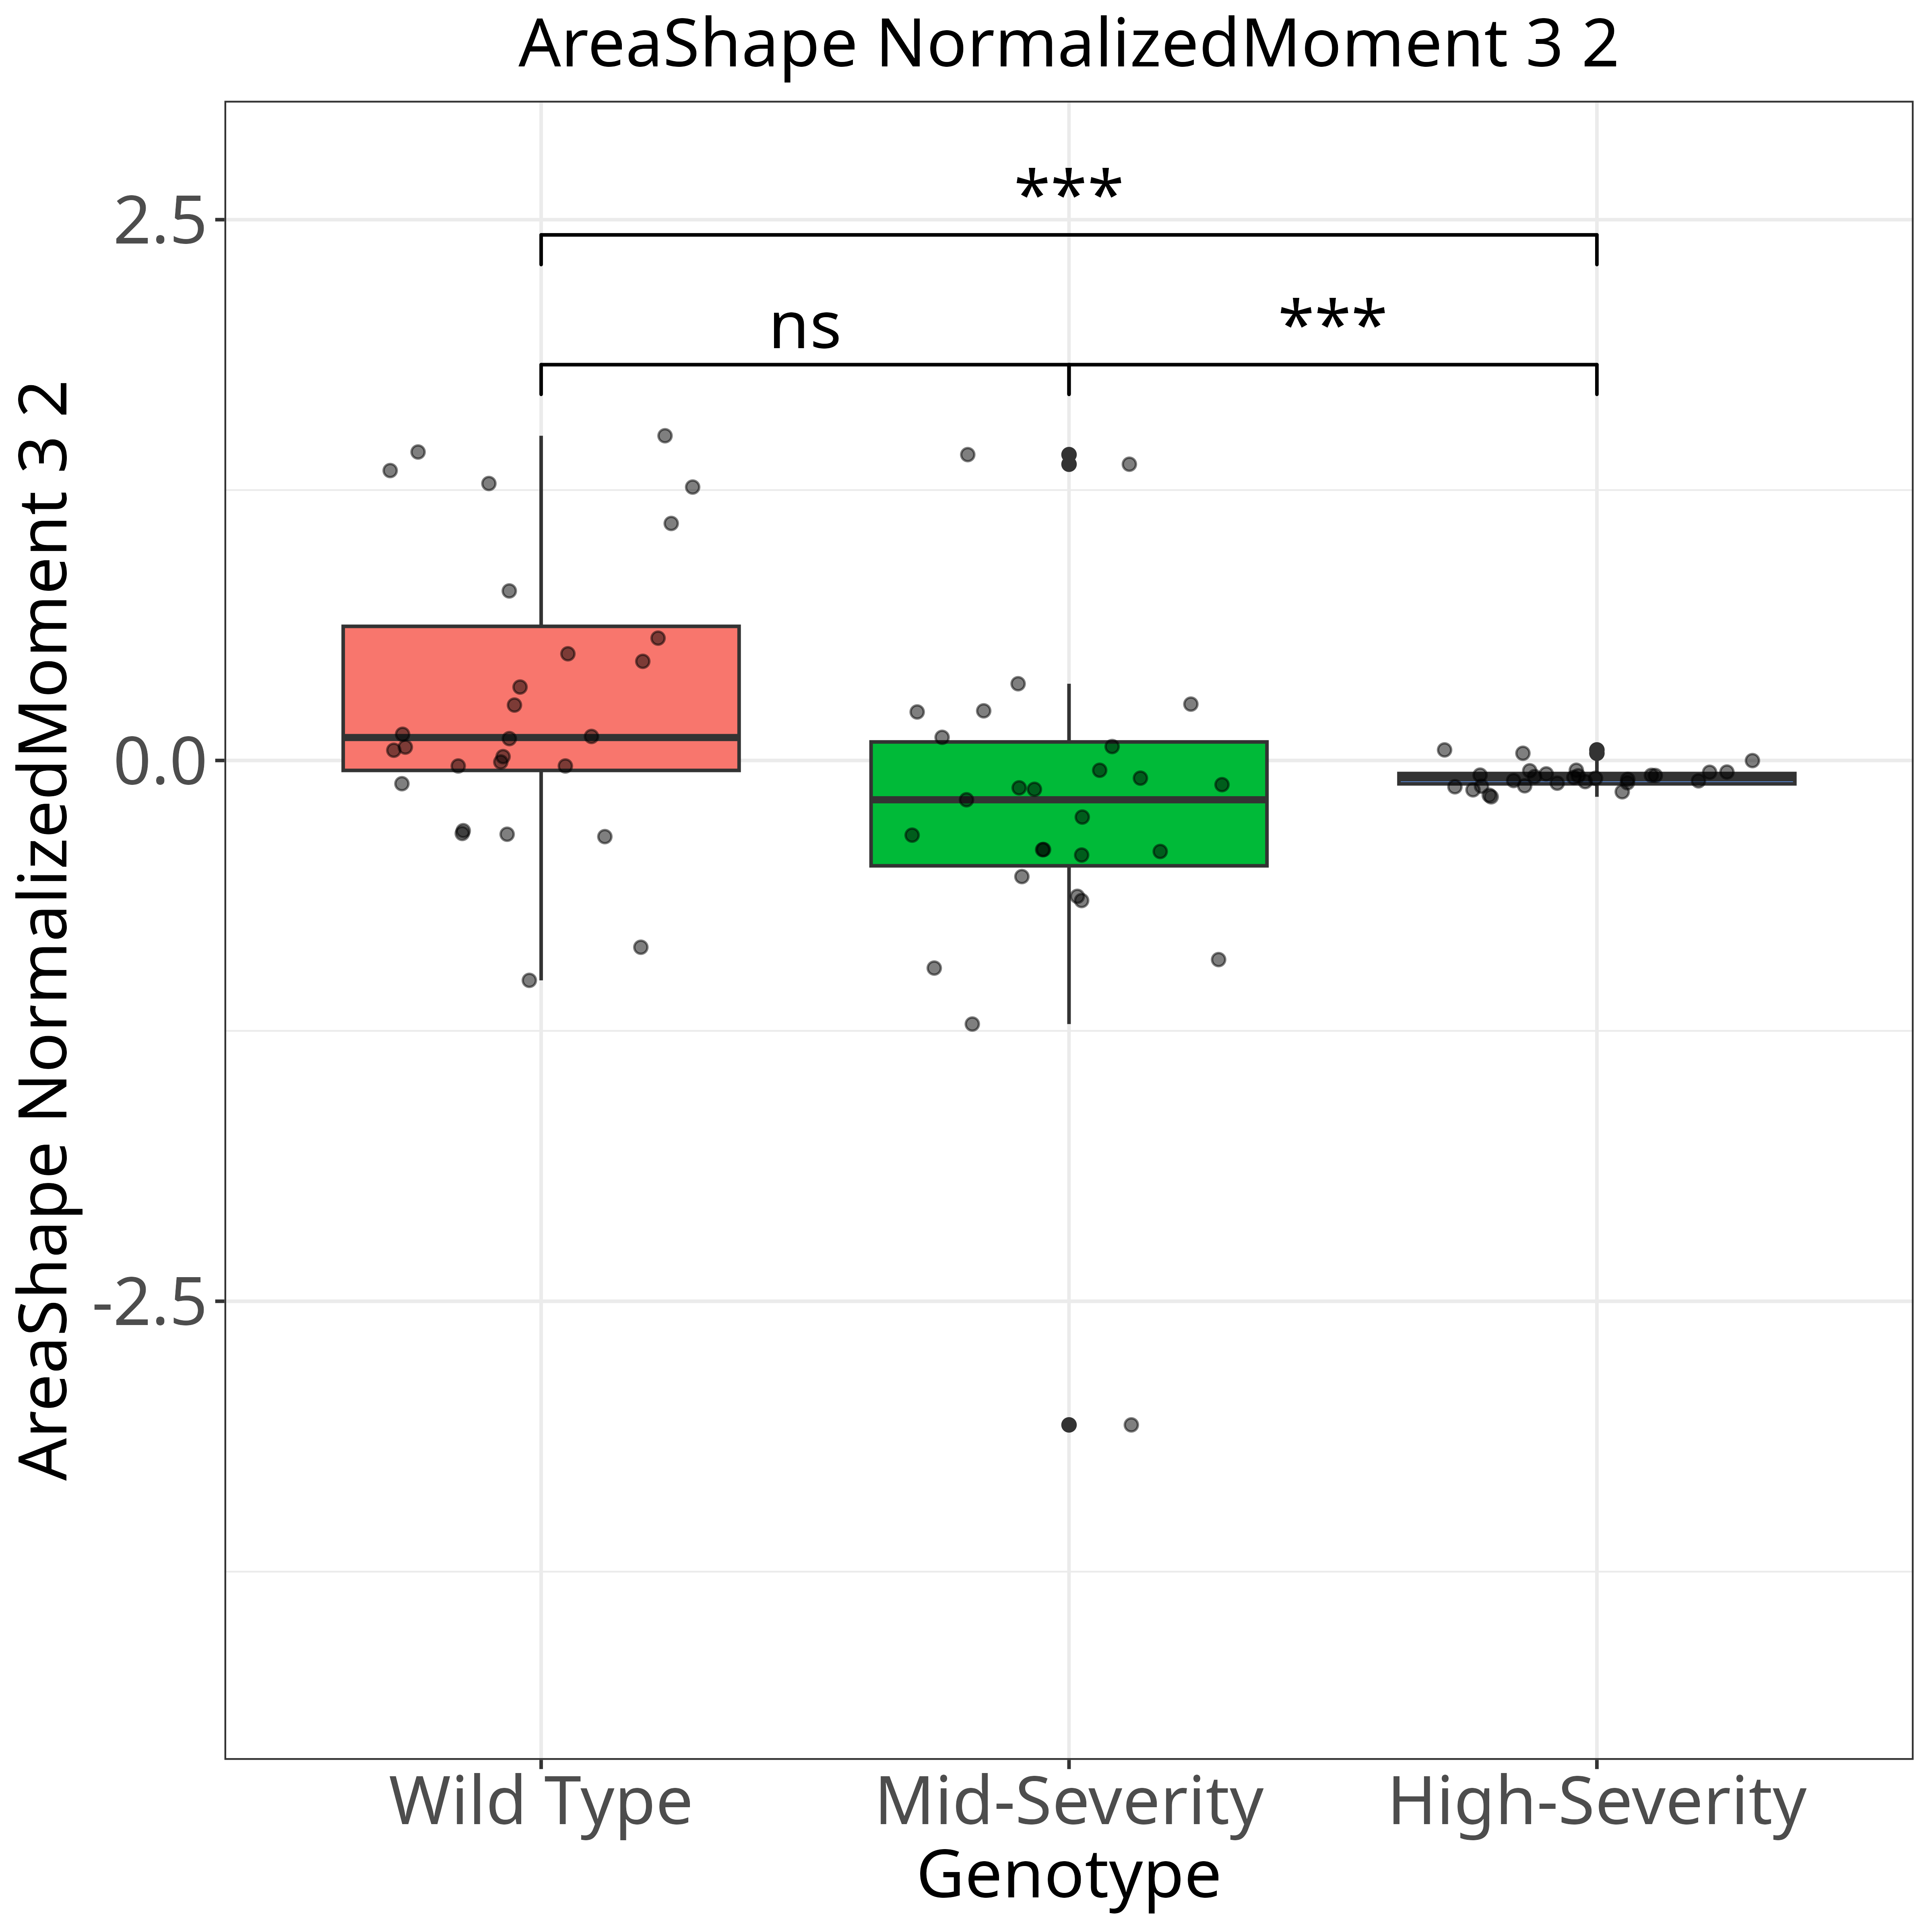 AreaShape NormalizedMoment 3 2
AreaShape NormalizedMoment 3 2
2.5
0.0
-2.5
***
ns
***
Wild Type
Mid-Severity
High-Severity
Genotype